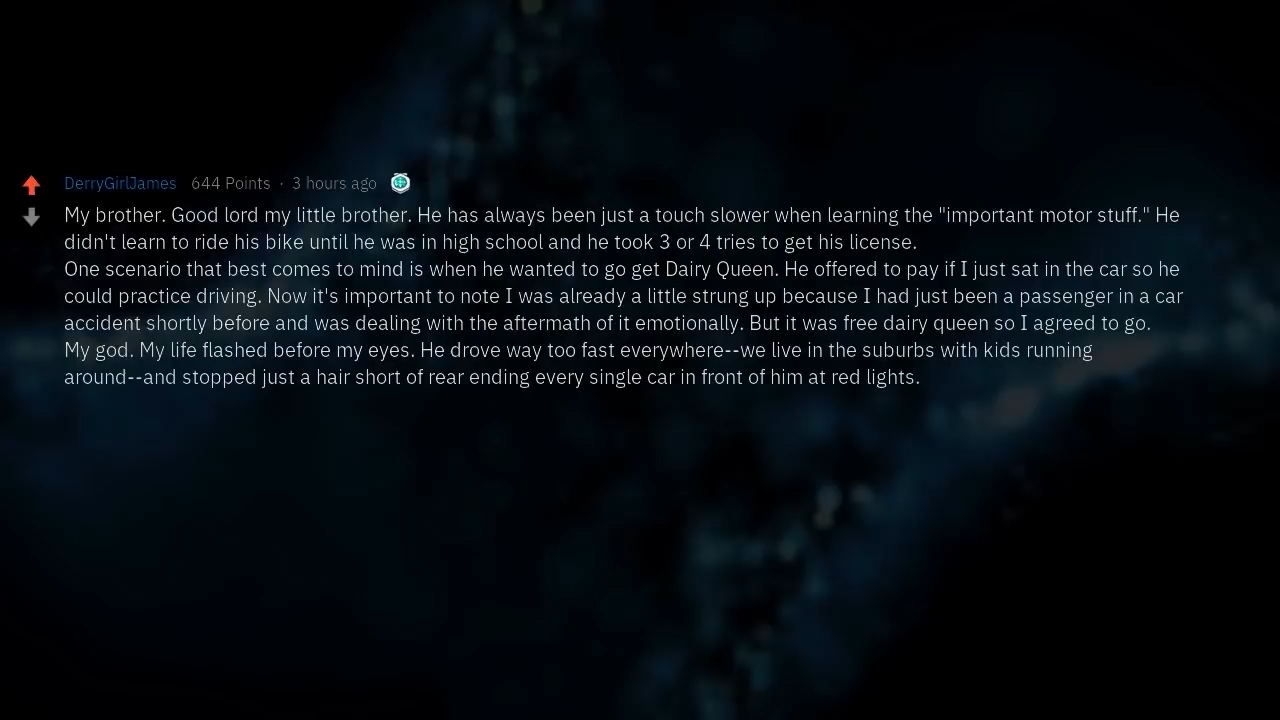 DerryGirlJames 644 Points · 3 hours ago
My brother. Good lord my little brother. He has always been just a touch slower when learning the "important motor stuff." He
didn't learn to ride his bike until he was in high school and he took 3 or 4 tries to get his license.
One scenario that best comes to mind is when he wanted to go get Dairy Queen. He offered to pay if I just sat in the car so he
could practice driving. Now it's important to note I was already a little strung up because I had just been a passenger in a car
accident shortly before and was dealing with the aftermath of it emotionally. But it was free dairy queen so I agreed to go.
My god. My life flashed before my eyes. He drove way too fast everywhere--we live in the suburbs with kids running
around--and stopped just a hair short of rear ending every single car in front of him at red lights.